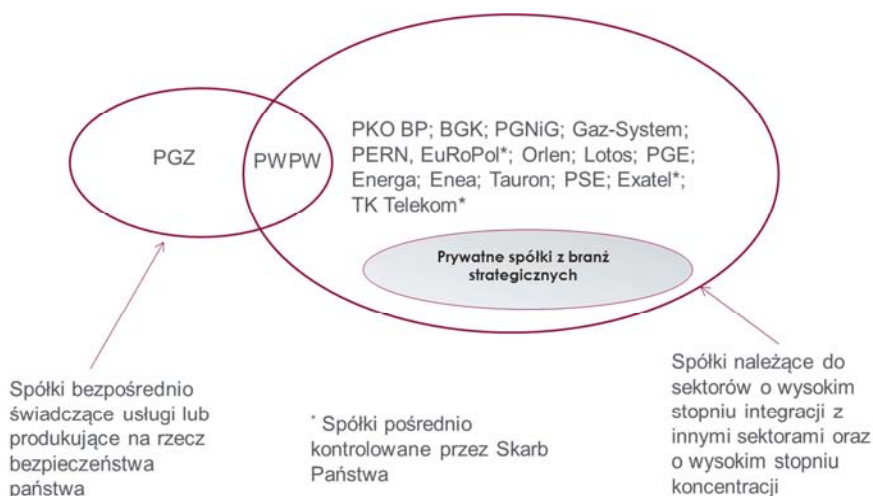 PGZ
PWPW
PKO BP; BGK; PGNiG; Gaz-System;
PERN, EuRoPol*; Orlen; Lotos; PGE;
Energa; Enea; Tauron; PSE; Exatel*;
TK Telekom*
Prywatne spółki z branż
strategicznych
Spółki bezpośrednio
świadczące usługi lub
produkujące na rzecz
bezpieczeństwa
państwa
* Spółki pośrednio
kontrolowane przez Skarb
Państwa
Spółki należące do
sektorów o wysokim
stopniu integracji z
innymi sektorami oraz
o wysokim stopniu
koncentracji